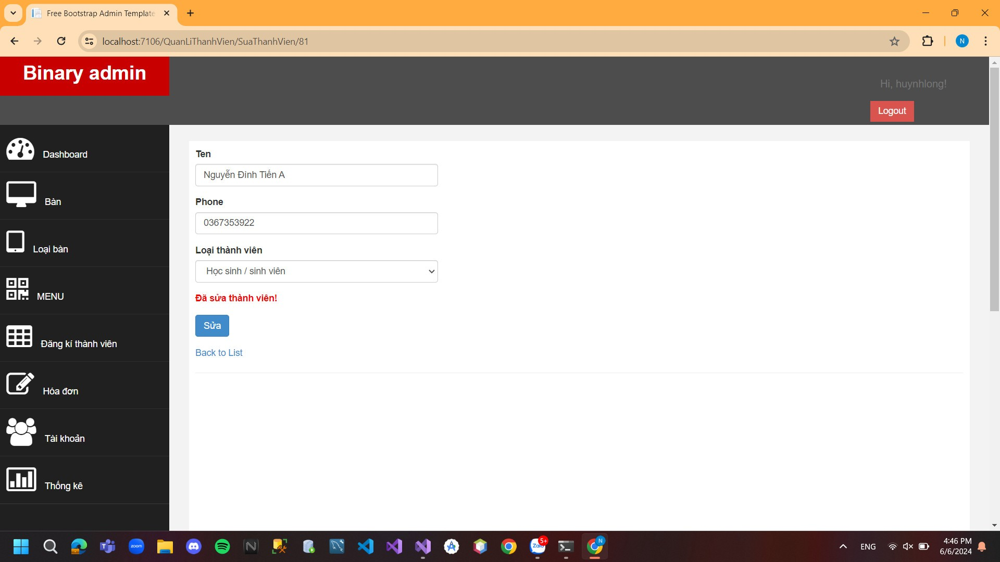 Free Bootstrap Admin Template
localhost:7106/QuanLiThanhVien/SuaThanhVien/81
N
Binary admin
Hi, huynhlong!
Logout
Dashboard
Bàn
Loại bàn
MENU
Đăng kí thành viên
Hóa đơn
Tài khoản
Thống kê
Ten
Nguyễn Đình Tiến A
Phone
0367353922
Loại thành viên
Học sinh / sinh viên
Đã sửa thành viên!
Sửa
Back to List
zoom
Zalo
5+
N
ENG
4:46 PM
6/6/2024